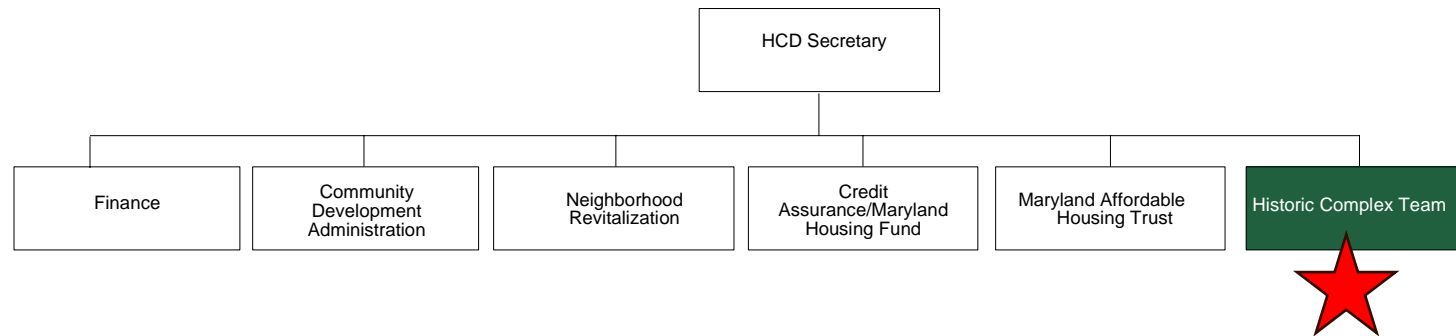 HCD Secretary
Finance
Community
Development
Administration
Neighborhood
Revitalization
Credit
Assurance/Maryland
Housing Fund
Maryland Affordable
Housing Trust
Historic Complex Team